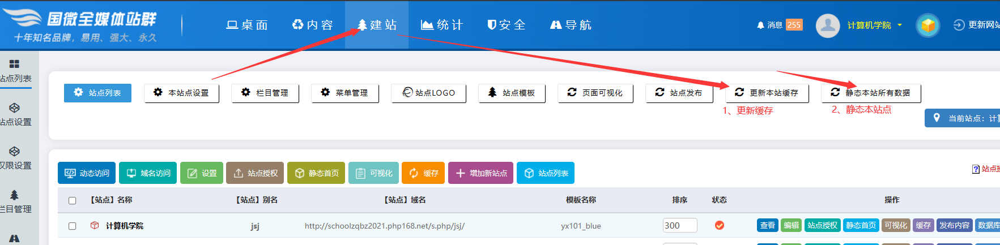 国微全媒体站群
十年知名品牌，易用、强大、永久
桌面 内容 建站 统计 安全 导航
消息 255 计算机学院 更新网站
站点列表
站点设置
权限设置
栏目管理
站点列表 本站点设置 栏目管理 菜单管理 站点LOGO 站点模板 页面可视化 站点发布 更新本站缓存 静态本站所有数据
1、更新缓存 2、静态本站点
当前站点：计算
动态访问 域名访问 设置 站点授权 静态首页 可视化 缓存 增加新站点 站点列表
站点操
【站点】名称 【站点】别名 【站点】域名 模板名称 排序 状态 操作
计算机学院 jsj http://schoolzqbz2021.php168.net/s.php/jsj/ yx101_blue 300 查看 编辑 站点授权 静态首页 可视化 缓存 发布内容 数据库